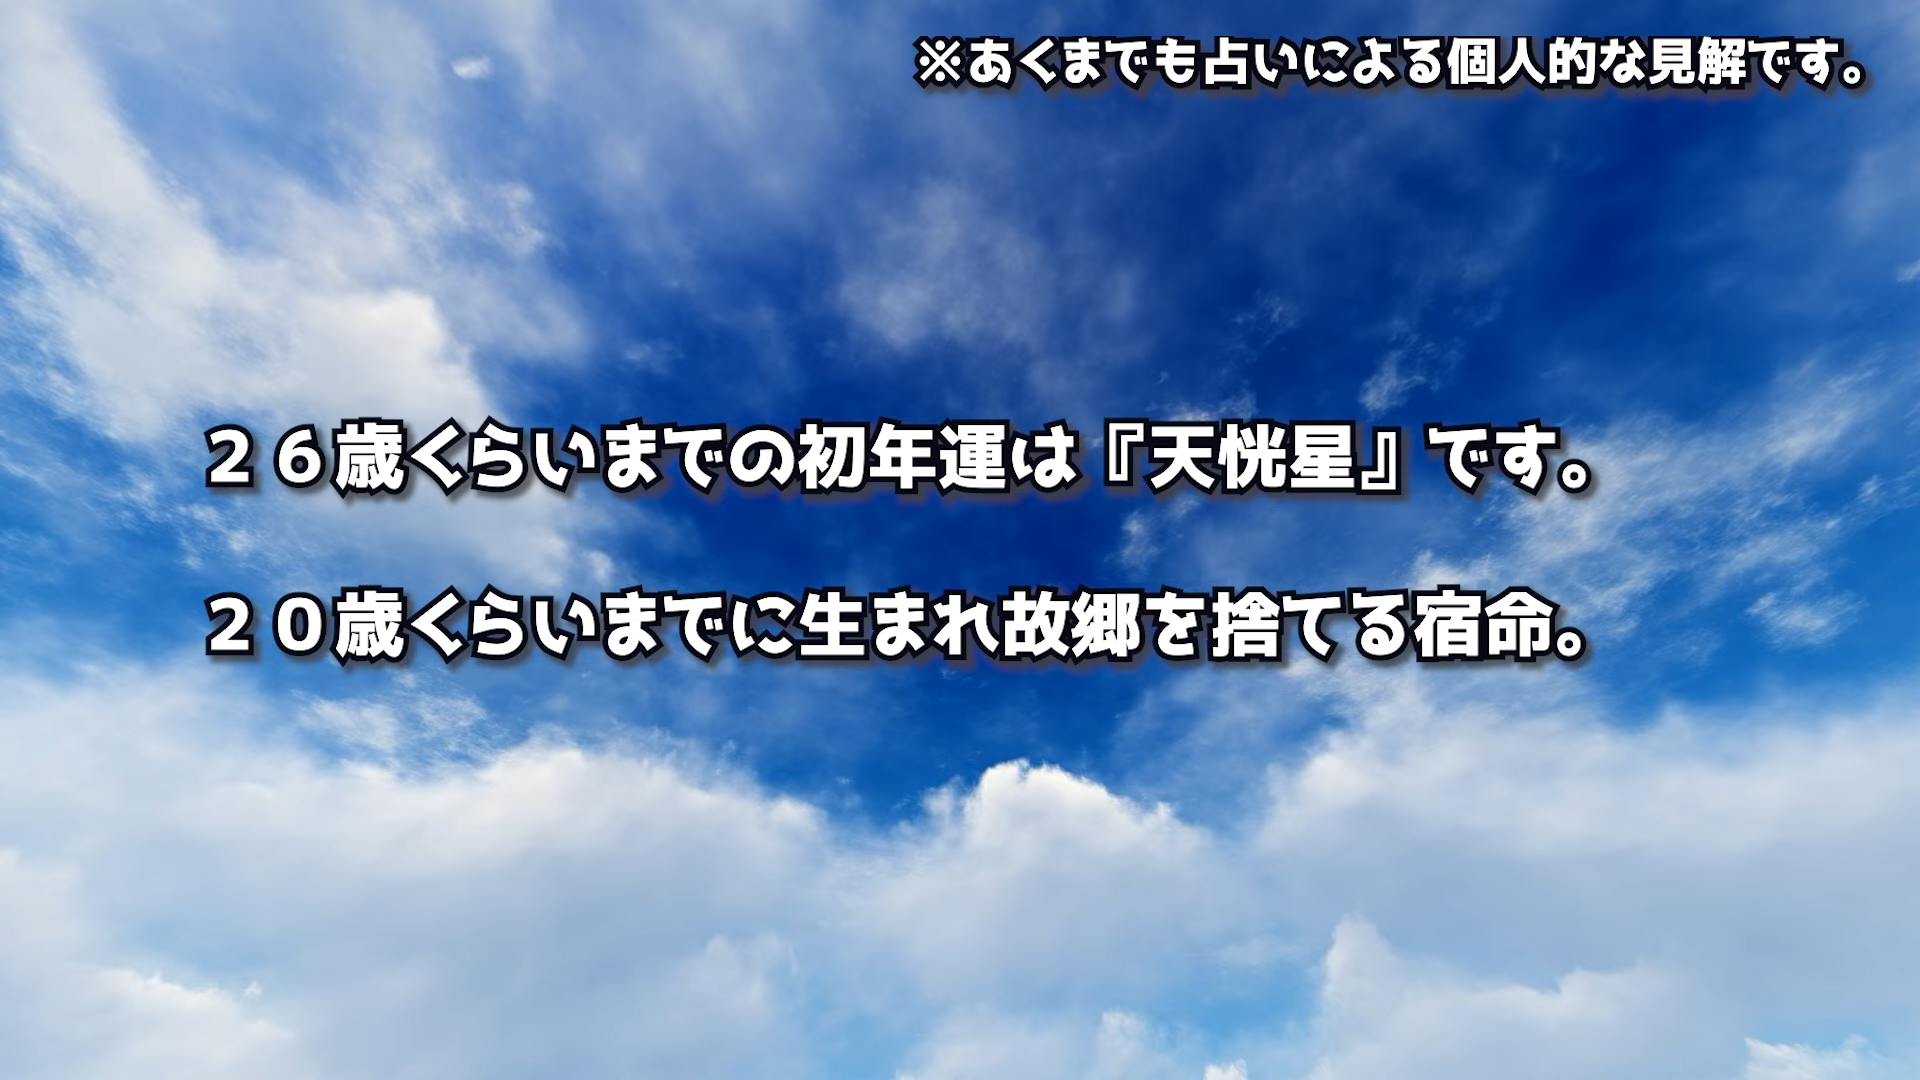 ※あくまでも占いによる個人的な見解です。
２６歳くらいまでの初年運は『天恍星』です。
２０歳くらいまでに生まれ故郷を捨てる宿命。